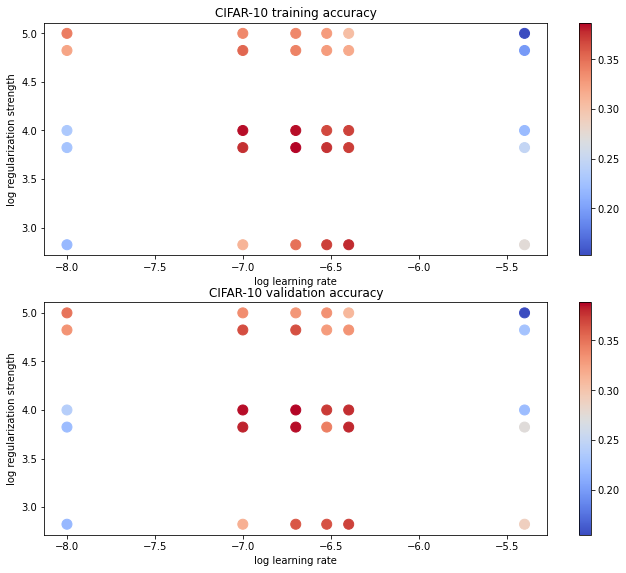 CIFAR-10 training accuracy
5.0
4.5
4.0
3.5
3.0
log regularization strength
−8.0 −7.5 −7.0 −6.5 −6.0 −5.5
log learning rate
0.35
0.30
0.25
0.20
CIFAR-10 validation accuracy
5.0
4.5
4.0
3.5
3.0
log regularization strength
−8.0 −7.5 −7.0 −6.5 −6.0 −5.5
log learning rate
0.35
0.30
0.25
0.20